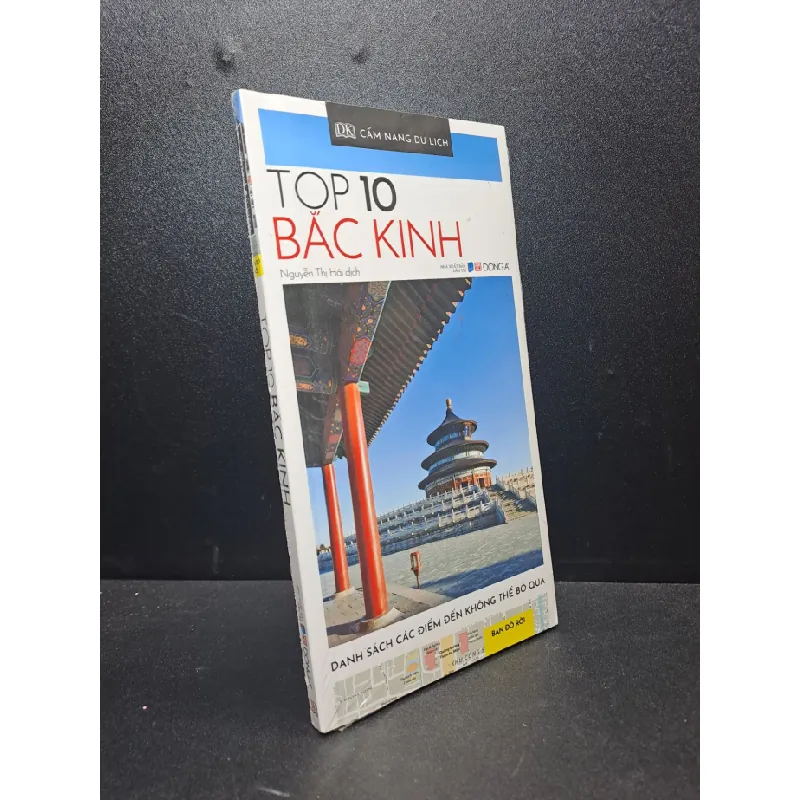 DK CẨM NANG DU LỊCH
TOP 10
BẮC KINH
Nguyễn Thị Hải dịch
ĐÔNG A
TOP 10 BẮC KINH
DANH SÁCH CÁC ĐIỂM ĐẾN KHÔNG THỂ BỎ QUA
BẢN ĐỒ RỜI